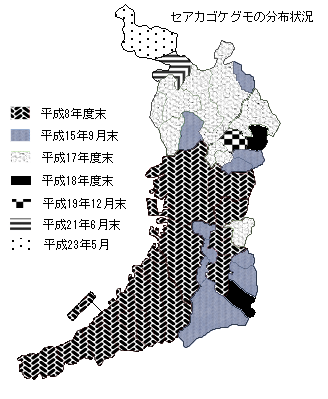 セアカゴケグモの分布状況
平成8年度末
平成15年9月末
平成17年度末
平成18年度末
平成19年12月末
平成21年6月末
平成23年5月